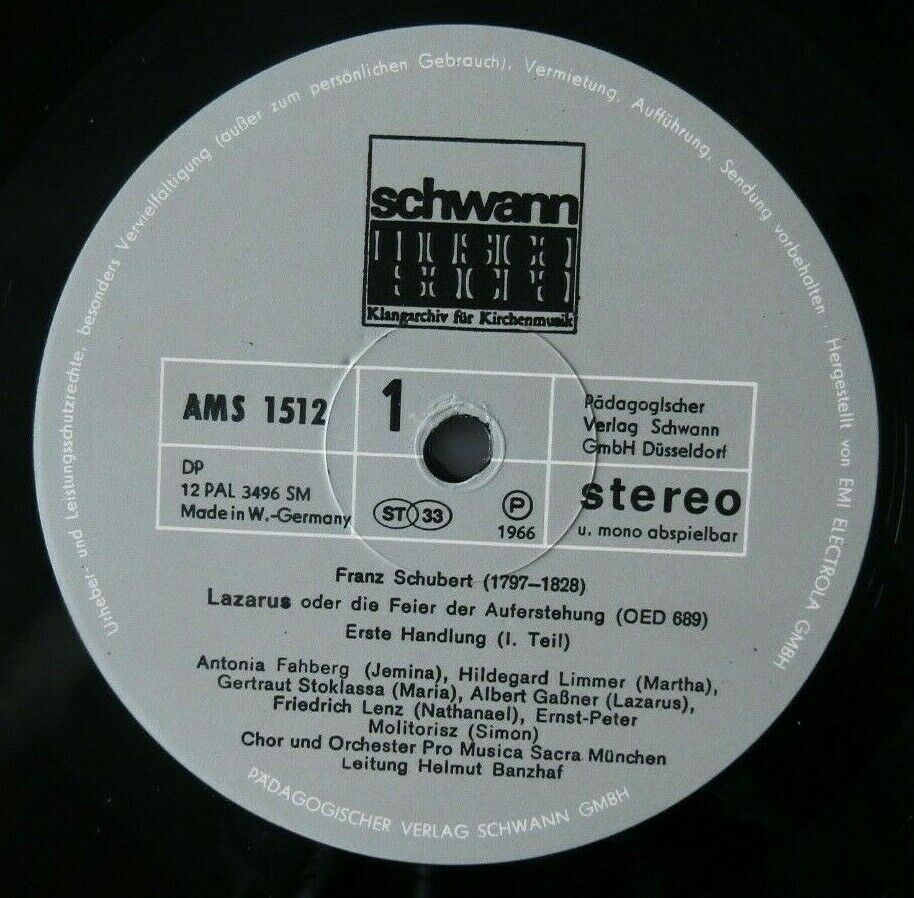 Urheber- und Leistungsschutzrechte, besonders Vervielfältigung (außer zum persönlichen Gebrauch), Vermietung, Aufführung, Sendung vorbehalten. Hergestellt von EMI ELECTROLA GMBH
schwann
Klangarchiv für Kirchenmusik
AMS 1512
1
Pädagogischer
Verlag Schwann
GmbH Düsseldorf
DP
12 PAL 3496 SM
Made in W.-Germany
ST 33
P
1966
stereo
u. mono abspielbar
Franz Schubert (1797–1828)
Lazarus oder die Feier der Auferstehung (OED 689)
Erste Handlung (I. Teil)
Antonia Fahberg (Jemina), Hildegard Limmer (Martha),
Gertraut Stoklassa (Maria), Albert Gaßner (Lazarus),
Friedrich Lenz (Nathanael), Ernst-Peter
Molitorisz (Simon)
Chor und Orchester Pro Musica Sacra München
Leitung Helmut Banzhaf
PÄDAGOGISCHER VERLAG SCHWANN GMBH